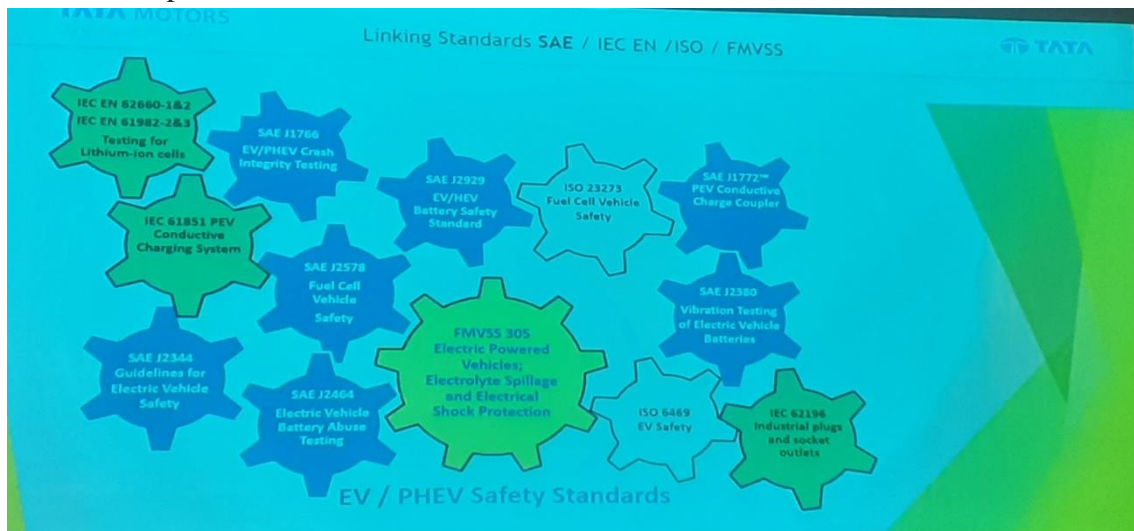 TATA MOTORS
Linking Standards SAE / IEC EN /ISO / FMVSS
TATA
IEC EN 62660-1&2
IEC EN 61982-2&3
Testing for
Lithium-ion cells
SAE J1766
EV/PHEV Crash
Integrity Testing
SAE J2929
EV/HEV
Battery Safety
Standard
ISO 23273
Fuel Cell Vehicle
Safety
SAE J1772™
PEV Conductive
Charge Coupler
IEC 61851 PEV
Conductive
Charging System
SAE J2578
Fuel Cell
Vehicle
Safety
FMVSS 305
Electric Powered
Vehicles;
Electrolyte Spillage
and Electrical
Shock Protection
SAE J2380
Vibration Testing
of Electric Vehicle
Batteries
SAE J2344
Guidelines for
Electric Vehicle
Safety
SAE J2464
Electric Vehicle
Battery Abuse
Testing
ISO 6469
EV Safety
IEC 62196
Industrial plugs
and socket
outlets
EV / PHEV Safety Standards